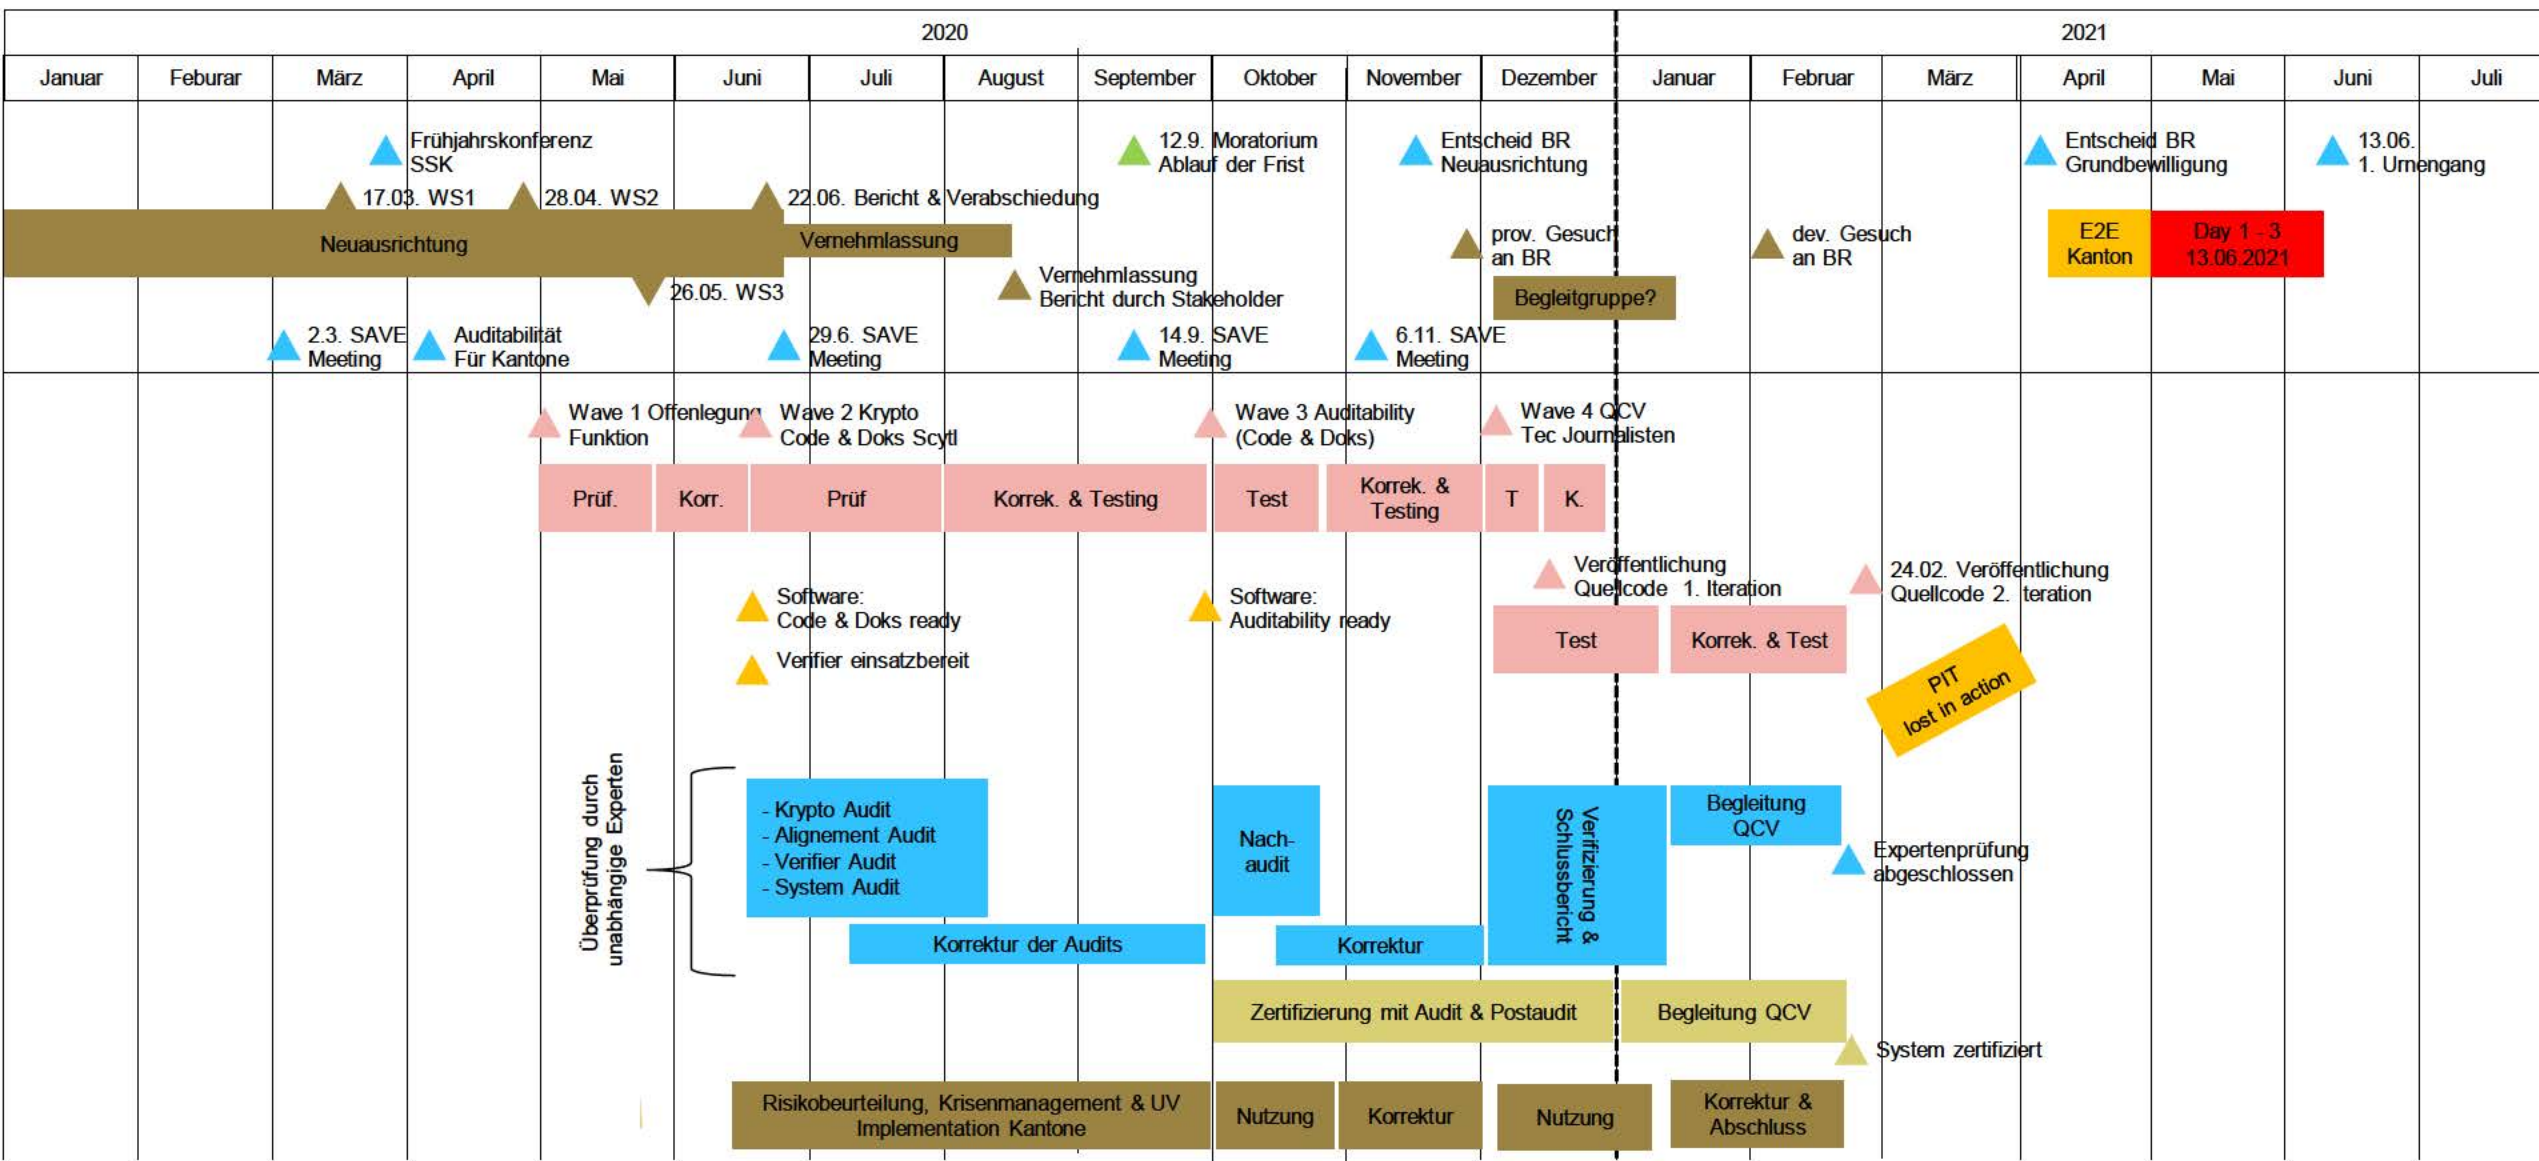 2020
2021
Januar
Feburar
März
April
Mai
Juni
Juli
August
September
Oktober
November
Dezember
Januar
Februar
März
April
Mai
Juni
Juli
Frühjahrskonferenz
SSK
12.9. Moratorium
Ablauf der Frist
Entscheid BR
Neuausrichtung
Entscheid BR
Grundbewilligung
13.06.
1. Urnengang
17.03. WS1
28.04. WS2
22.06. Bericht & Verabschiedung
Neuausrichtung
Vernehmlassung
prov. Gesuch
an BR
dev. Gesuch
an BR
E2E
Kanton
Day 1 - 3
13.06.2021
26.05. WS3
Vernehmlassung
Bericht durch Stakeholder
Begleitgruppe?
2.3. SAVE
Meeting
Auditabilität
Für Kantone
29.6. SAVE
Meeting
14.9. SAVE
Meeting
6.11. SAVE
Meeting
Wave 1 Offenlegung
Funktion
Wave 2 Krypto
Code & Doks Scytl
Wave 3 Auditability
(Code & Doks)
Wave 4 QCV
Tec Journalisten
Prüf.
Korr.
Prüf
Korrek. & Testing
Test
Korrek. &
Testing
T
K.
Veröffentlichung
Quellcode 1. Iteration
24.02. Veröffentlichung
Quellcode 2. teration
Software:
Code & Doks ready
Software:
Auditability ready
Test
Korrek. & Test
Verifier einsatzbereit
PIT
lost in action
Überprüfung durch
unabhängige Experten
- Krypto Audit
- Alignement Audit
- Verifier Audit
- System Audit
Nach-
audit
Verifizierung &
Schlussbericht
Begleitung
QCV
Expertenprüfung
abgeschlossen
Korrektur der Audits
Korrektur
Zertifizierung mit Audit & Postaudit
Begleitung QCV
System zertifiziert
Risikobeurteilung, Krisenmanagement & UV
Implementation Kantone
Nutzung
Korrektur
Nutzung
Korrektur &
Abschluss